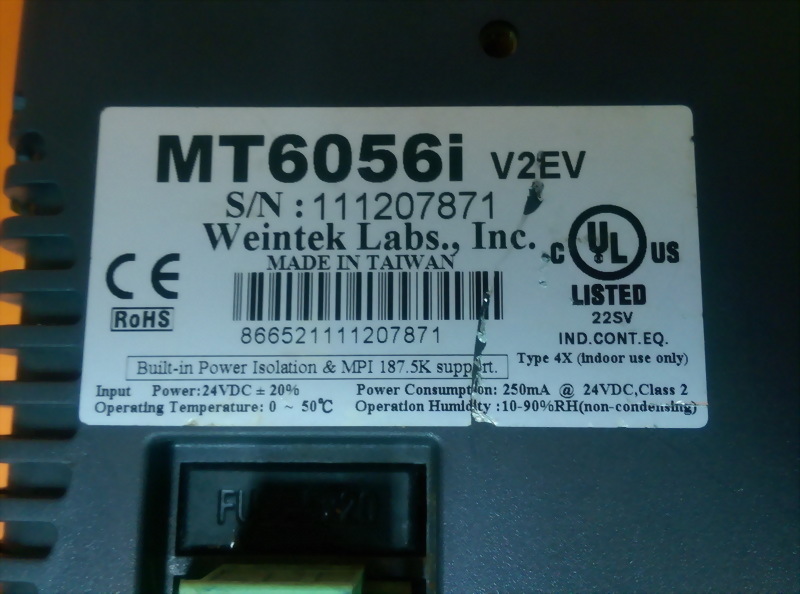 MT6056i V2EV
S/N : 111207871
Weintek Labs., Inc.
MADE IN TAIWAN
CE
RoHS
866521111207871
C UL US
LISTED
22SV
IND.CONT.EQ.
Type 4X (indoor use only)
Built-in Power Isolation & MPI 187.5K support.
Input Power:24VDC ± 20% Power Consumption: 250mA @ 24VDC,Class 2
Operating Temperature: 0 ~ 50℃ Operation Humidity :10-90%RH(non-condensing)